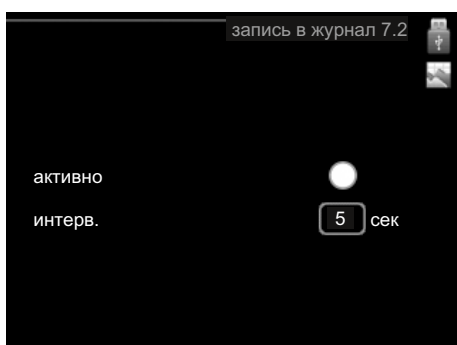 запись в журнал 7.2
активно
интерв. 5 сек